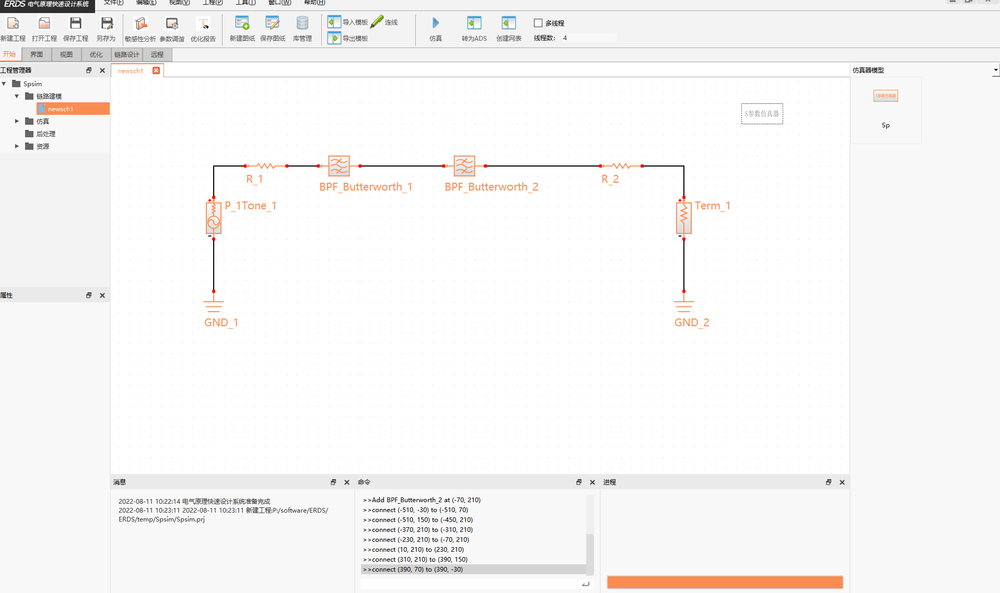 ERDS 电气原理快速设计系统
文件(F) 编辑(E) 视图(V) 工程(P) 工具(T) 窗口(W) 帮助(H)
新建工程 打开工程 保存工程 另存为 敏感性分析 参数调谐 优化报告 新建图纸 保存图纸 库管理 导入模板 连线 导出模板 仿真 转为ADS 创建网表 多线程
线程数: 4
开始 界面 视图 优化 链路设计 远程
工程管理器
Spsim
链路建模
newsch1
仿真
后处理
资源
属性
newsch1
S参数仿真器
R_1
BPF_Butterworth_1
BPF_Butterworth_2
R_2
P_1Tone_1
Term_1
GND_1
GND_2
仿真器模型
S参数仿真器
Sp
消息
2022-08-11 10:22:14 电气原理快速设计系统准备完成
2022-08-11 10:23:11 2022-08-11 10:23:11 新建工程:P:/software/ERDS/
ERDS/temp/Spsim/Spsim.prj
命令
>>Add BPF_Butterworth_2 at (-70, 210)
>>connect (-510, -30) to (-510, 70)
>>connect (-510, 150) to (-450, 210)
>>connect (-370, 210) to (-310, 210)
>>connect (-230, 210) to (-70, 210)
>>connect (10, 210) to (230, 210)
>>connect (310, 210) to (390, 150)
>>connect (390, 70) to (390, -30)
进程